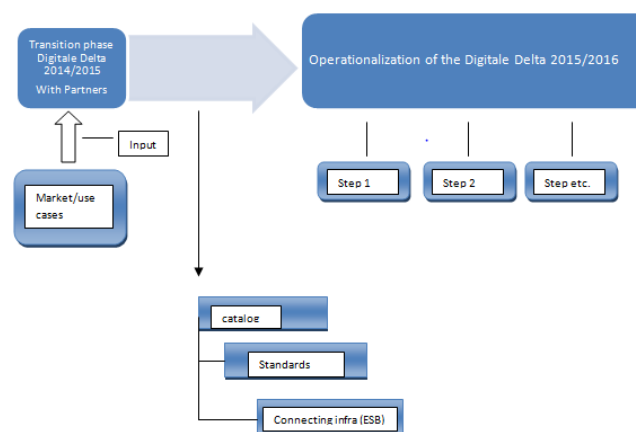 Transition phase
Digitale Delta
2014/2015
With Partners
Operationalization of the Digitale Delta 2015/2016
Input
Market/use
cases
Step 1
Step 2
Step etc.
catalog
Standards
Connecting infra (ESB)